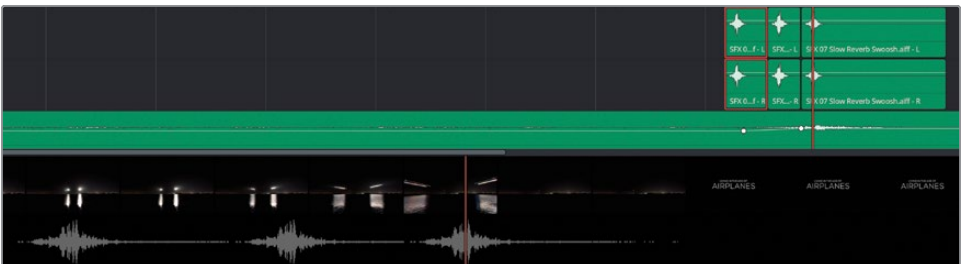 SFX 0...f - L SFX...- L SFX 07 Slow Reverb Swoosh.aiff - L
SFX 0...f - R SFX...- R SFX 07 Slow Reverb Swoosh.aiff - R
AIRPLANES AIRPLANES AIRPLANES